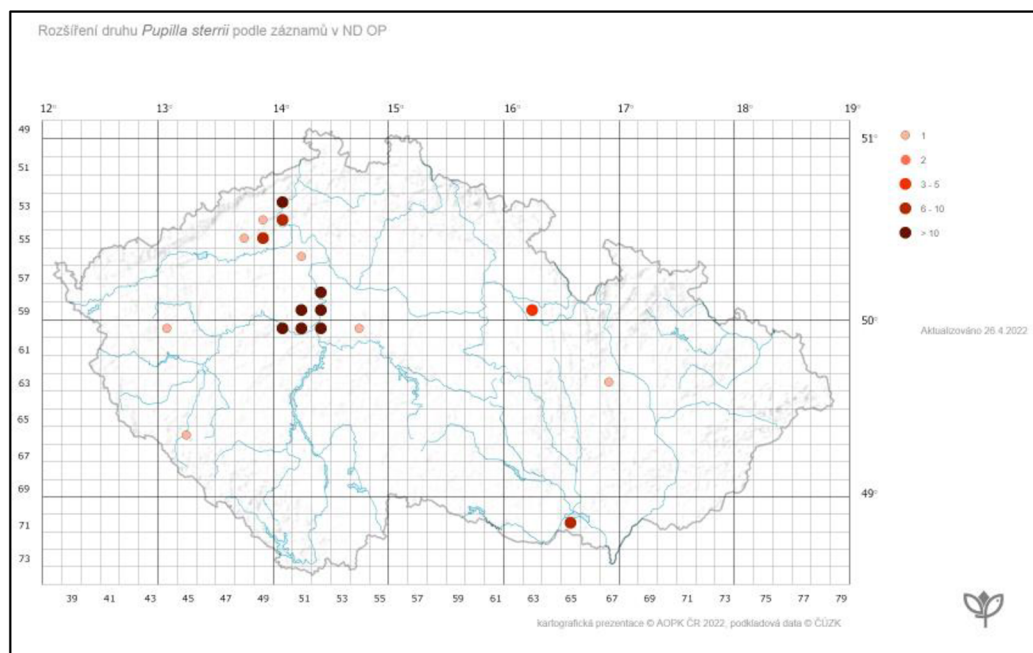 Rozšíření druhu Pupilla sterrii podle záznamů v ND OP
12° 13° 14° 15° 16° 17° 18° 19°
49
51°
1
2
51
3 - 5
53
6 - 10
> 10
55
57
59
50°
Aktualizováno 26.4.2022
61
63
65
67
69
49°
71
73
39 41 43 45 47 49 51 53 55 57 59 61 63 65 67 69 71 73 75 77 79
kartografická prezentace © AOPK ČR 2022, podkladová data © ČÚZK